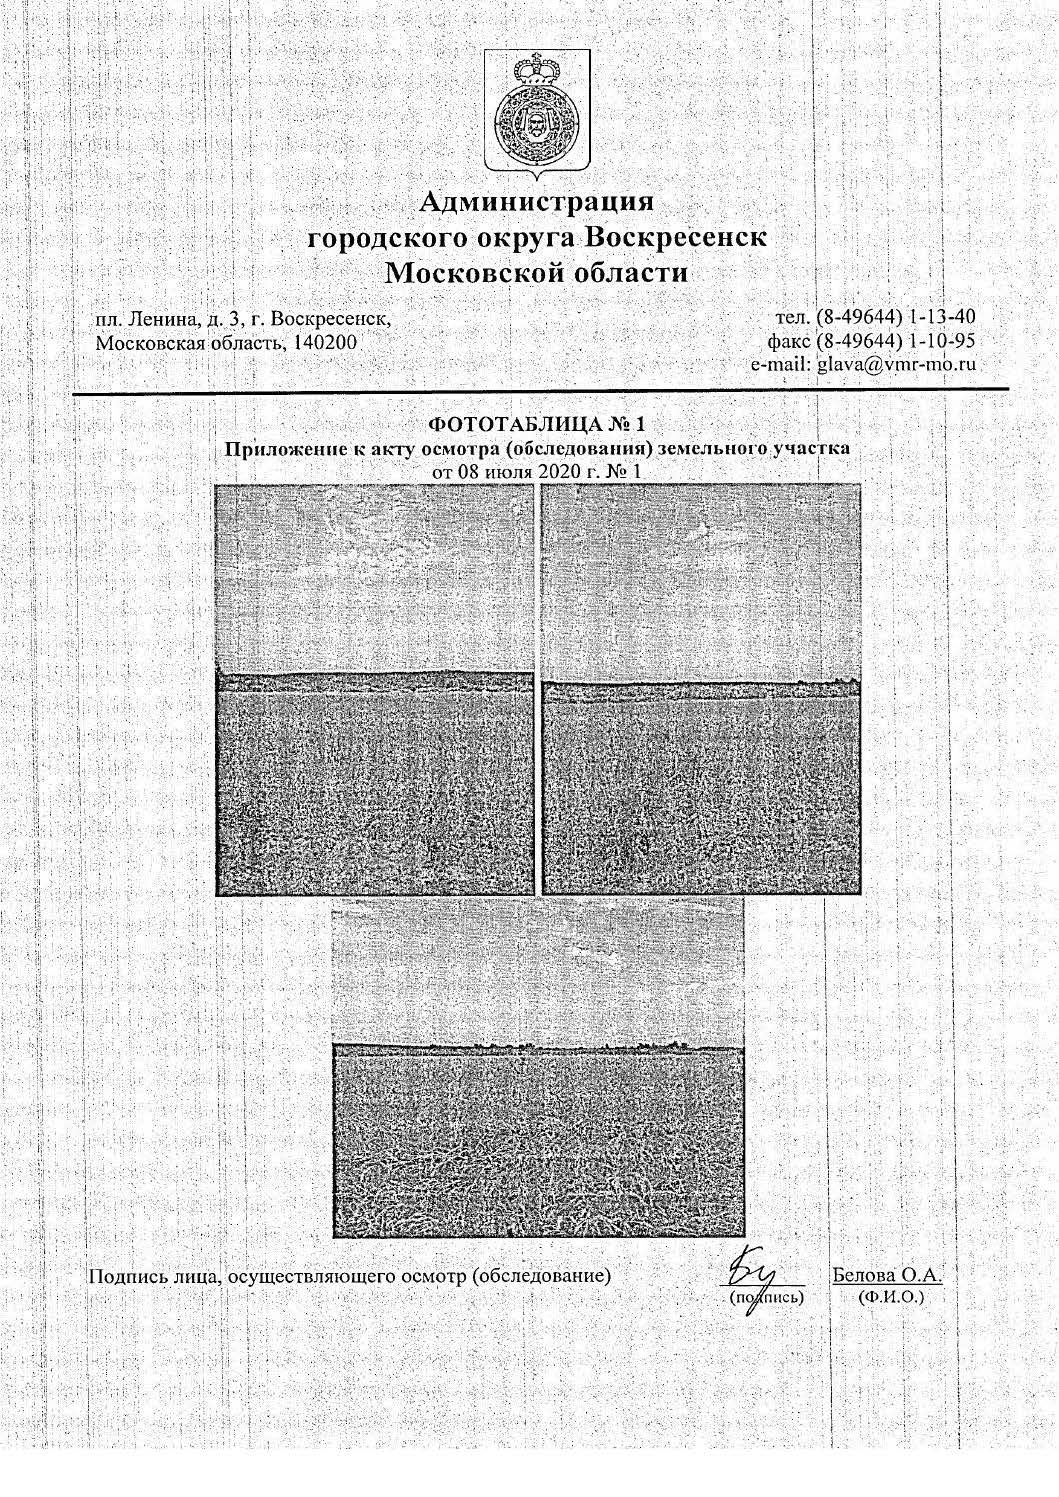 Администрация
городского округа Воскресенск
Московской области
пл. Ленина, д. 3, г. Воскресенск,
Московская область, 140200
тел. (8-49644) 1-13-40
факс (8-49644) 1-10-95
e-mail: glava@vmr-mo.ru
ФОТОТАБЛИЦА № 1
Приложение к акту осмотра (обследования) земельного участка
от 08 июля 2020 г. № 1
Подпись лица, осуществляющего осмотр (обследование)
Белова О.А.
(подпись)
(Ф.И.О.)